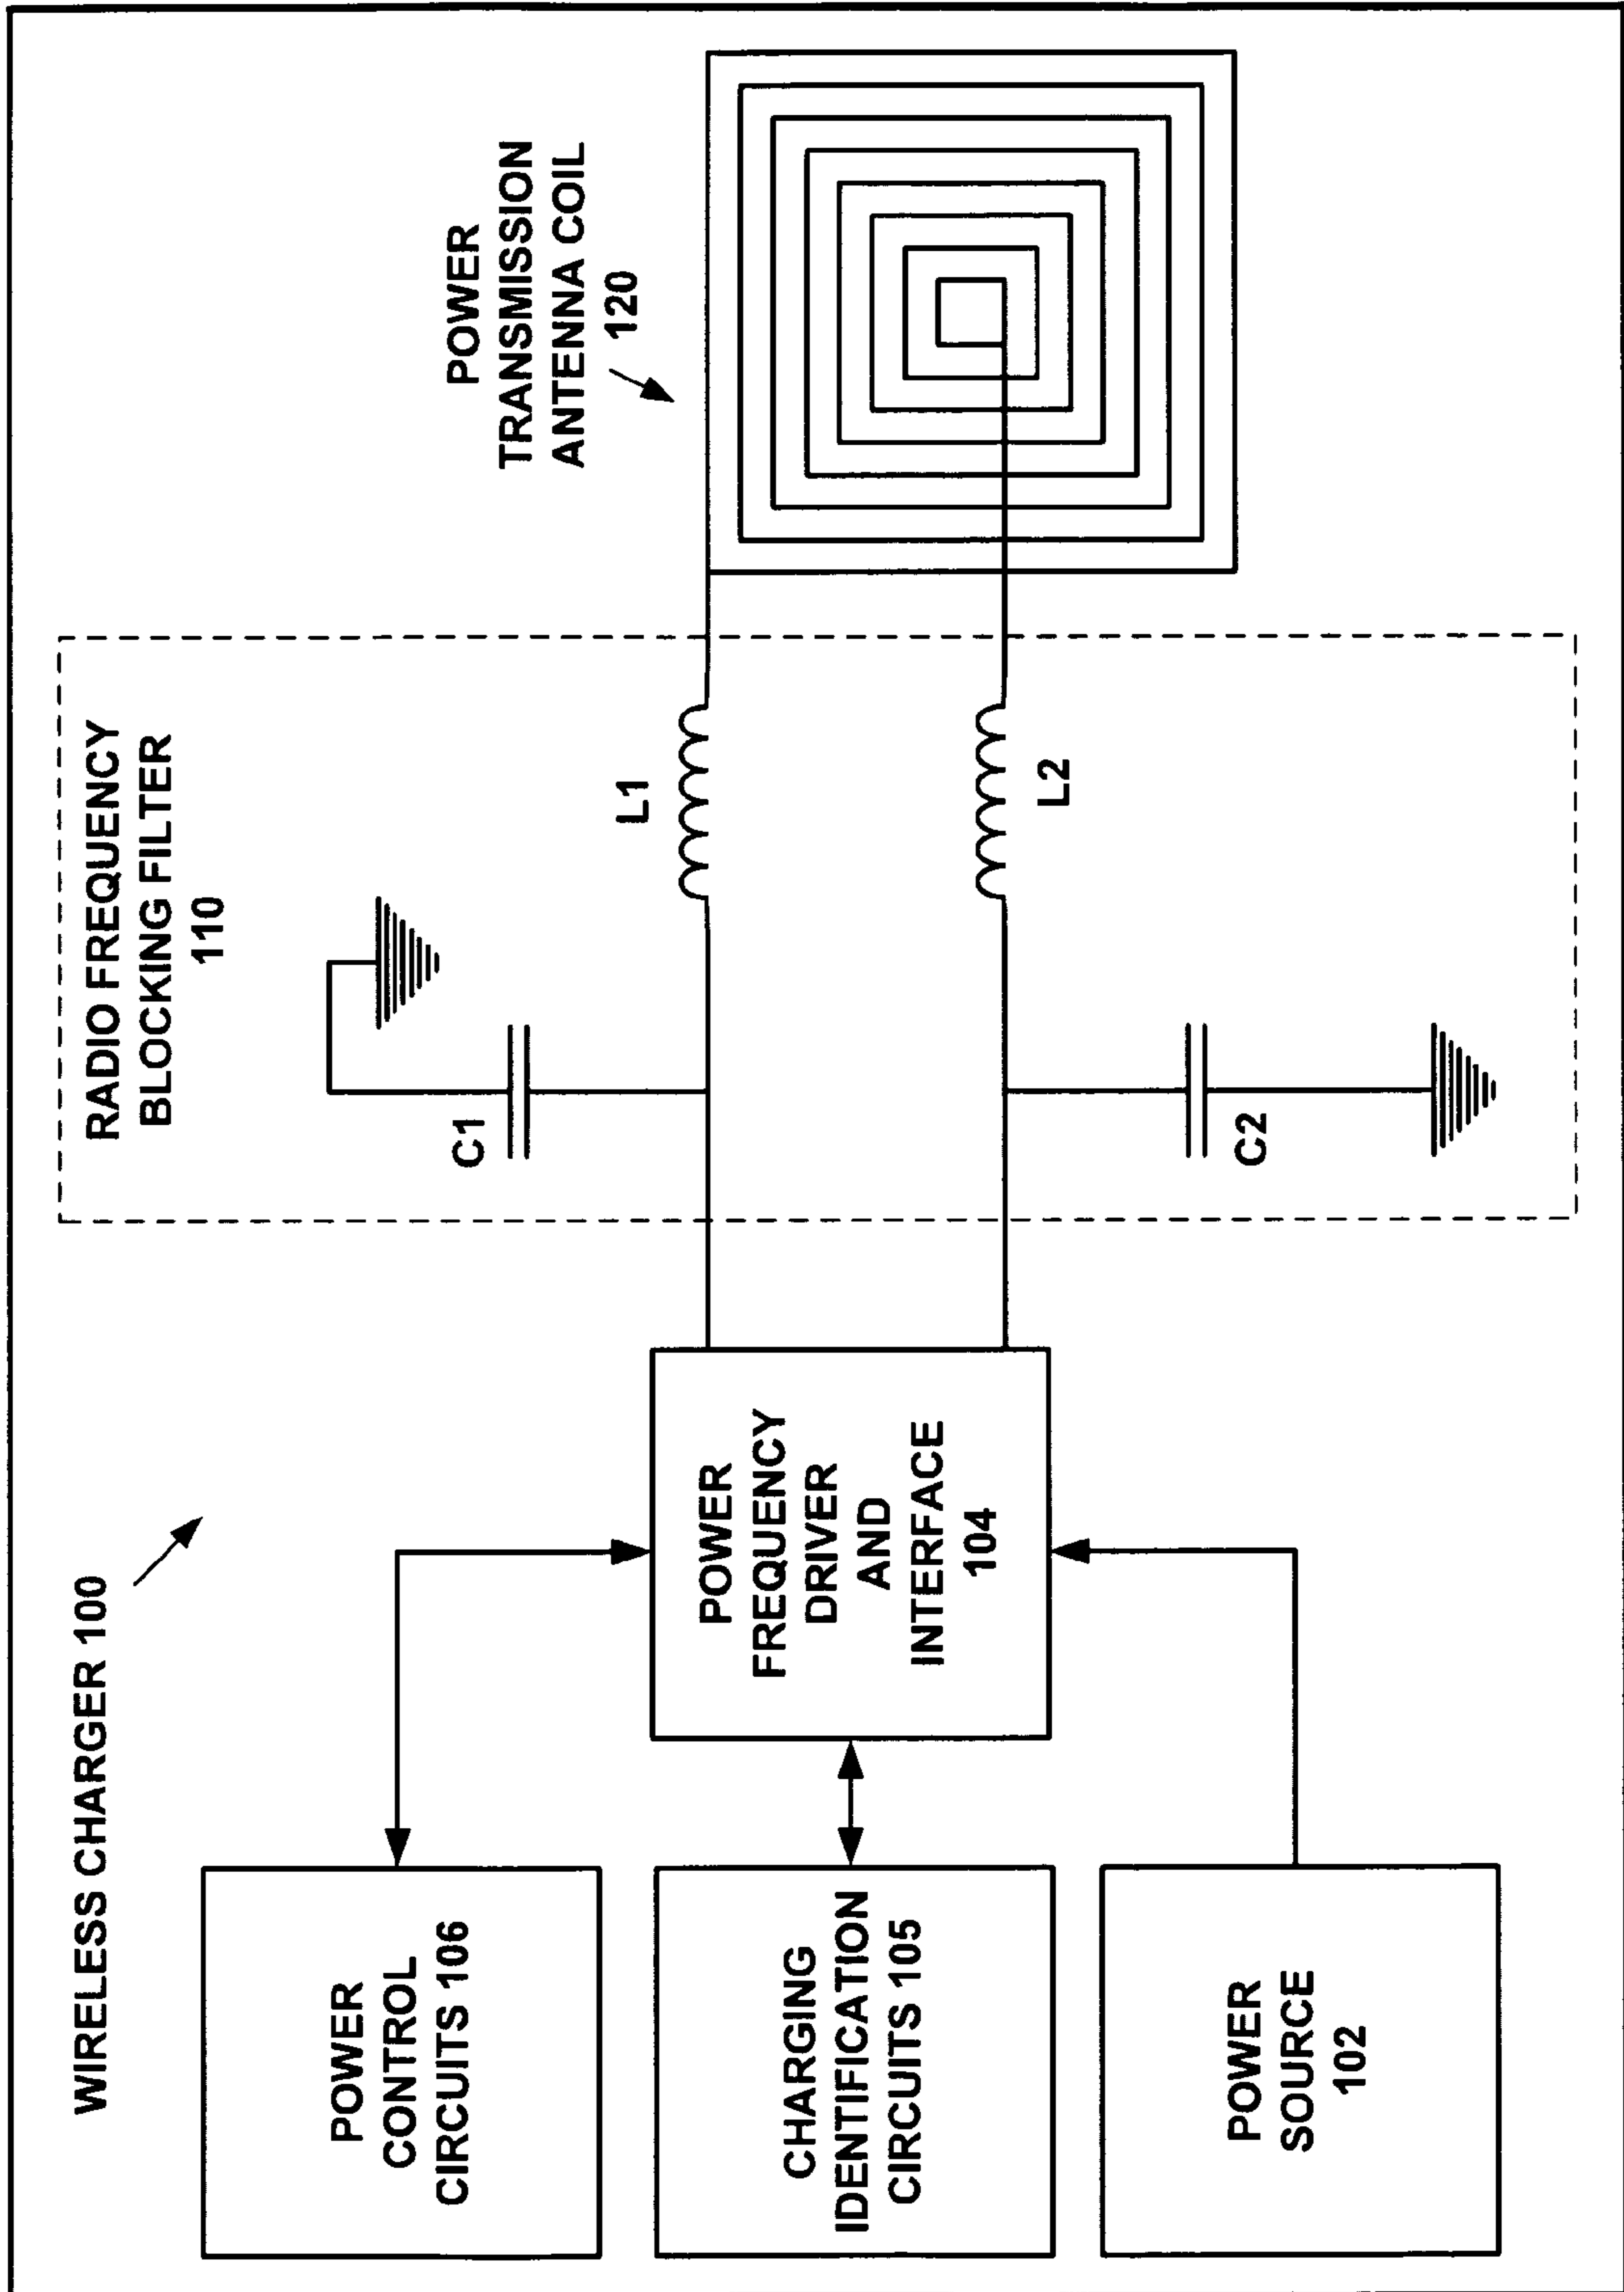 WIRELESS CHARGER 100
POWER
CONTROL
CIRCUITS 106
CHARGING
IDENTIFICATION
CIRCUITS 105
POWER
SOURCE
102
POWER
FREQUENCY
DRIVER
AND
INTERFACE
104
RADIO FREQUENCY
BLOCKING FILTER
110
C1
L1
L2
C2
POWER
TRANSMISSION
ANTENNA COIL
120